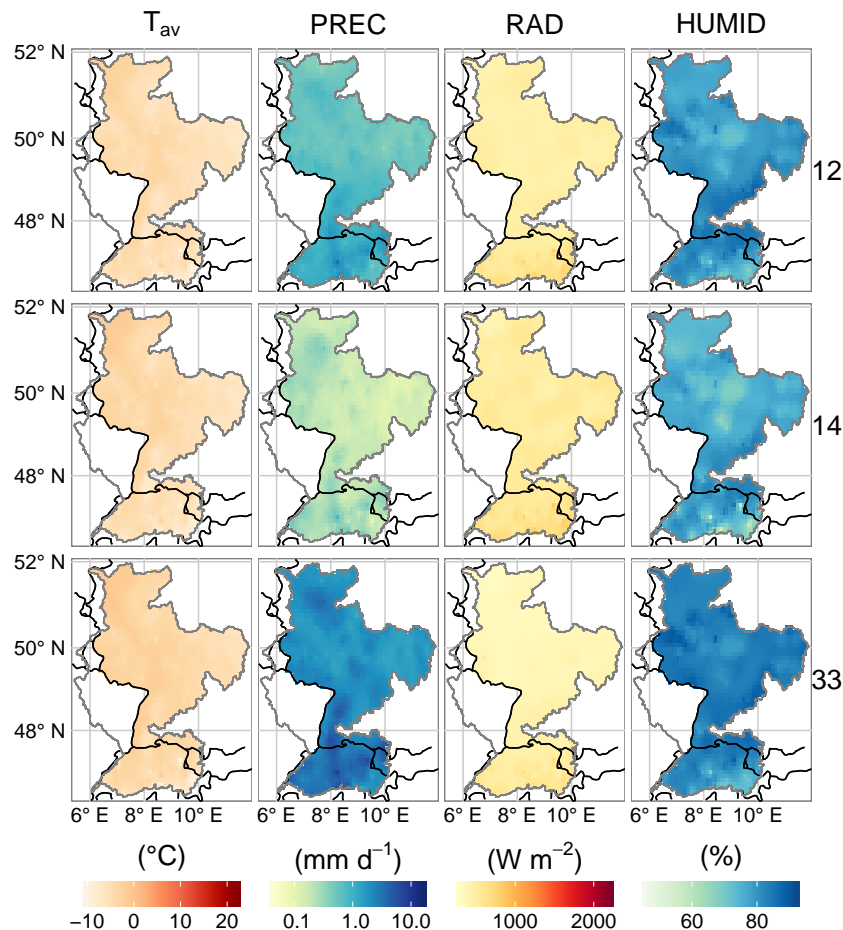 Tav PREC RAD HUMID
52° N
50° N
48° N
12
52° N
50° N
48° N
14
52° N
50° N
48° N
33
6° E 8° E 10° E 6° E 8° E 10° E 6° E 8° E 10° E 6° E 8° E 10° E
(°C) (mm d⁻¹) (W m⁻²) (%)
−10 0 10 20 0.1 1.0 10.0 1000 2000 60 80